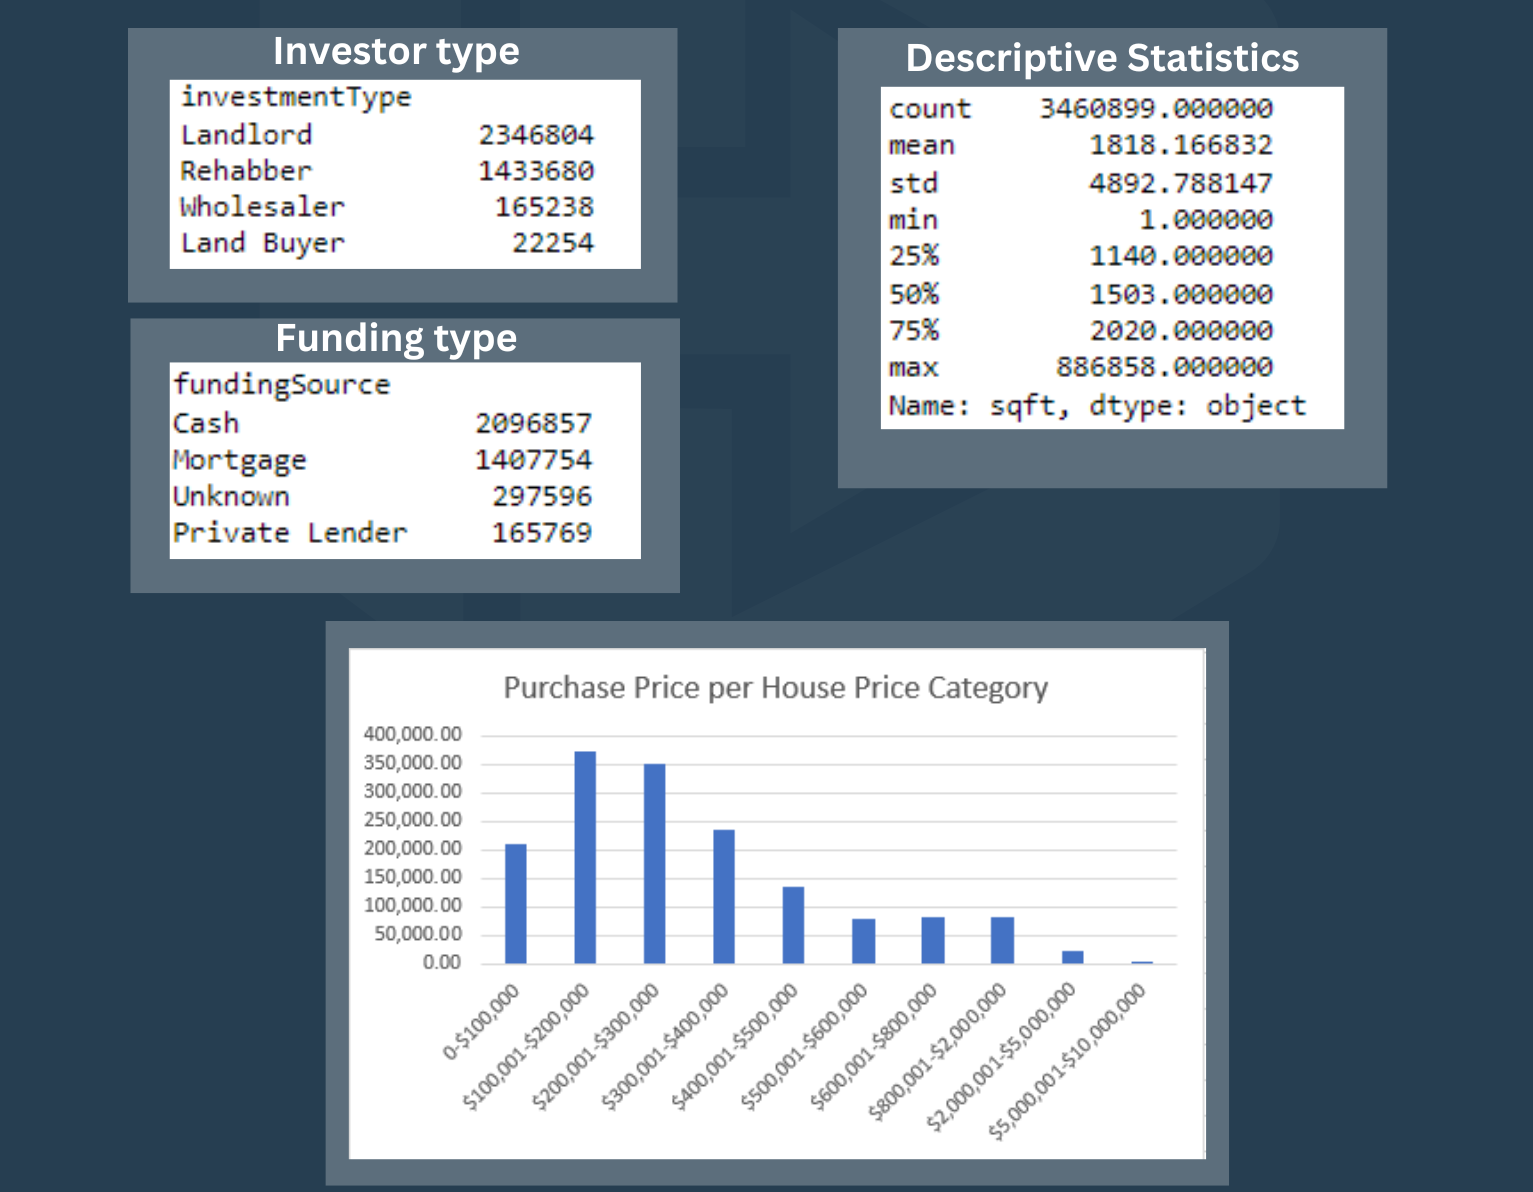 Investor type
investmentType
Landlord 2346804
Rehabber 1433680
Wholesaler 165238
Land Buyer 22254
Funding type
fundingSource
Cash 2096857
Mortgage 1407754
Unknown 297596
Private Lender 165769
Descriptive Statistics
count 3460899.000000
mean 1818.166832
std 4892.788147
min 1.000000
25% 1140.000000
50% 1503.000000
75% 2020.000000
max 886858.000000
Name: sqft, dtype: object
Purchase Price per House Price Category
400,000.00
350,000.00
300,000.00
250,000.00
200,000.00
150,000.00
100,000.00
50,000.00
0.00
0-$100,000
$100,001-$200,000
$200,001-$300,000
$300,001-$400,000
$400,001-$500,000
$500,001-$600,000
$600,001-$800,000
$800,001-$2,000,000
$2,000,001-$5,000,000
$5,000,001-$10,000,000